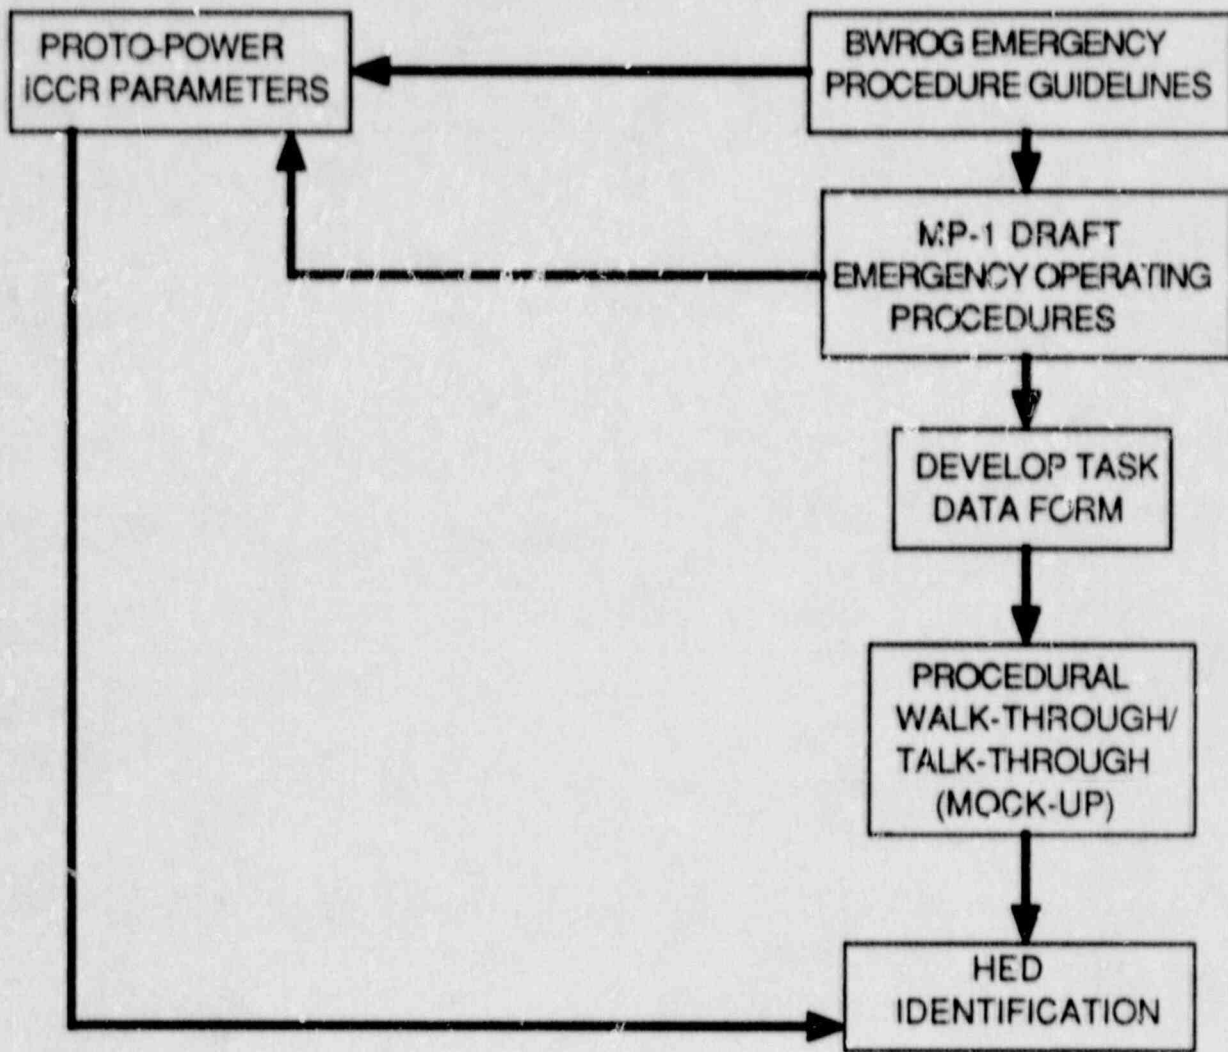 PROTO-POWER
iCCR PARAMETERS
BWROG EMERGENCY
PROCEDURE GUIDELINES
MP-1 DRAFT
EMERGENCY OPERATING
PROCEDURES
DEVELOP TASK
DATA FORM
PROCEDURAL
WALK-THROUGH/
TALK-THROUGH
(MOCK-UP)
HED
IDENTIFICATION